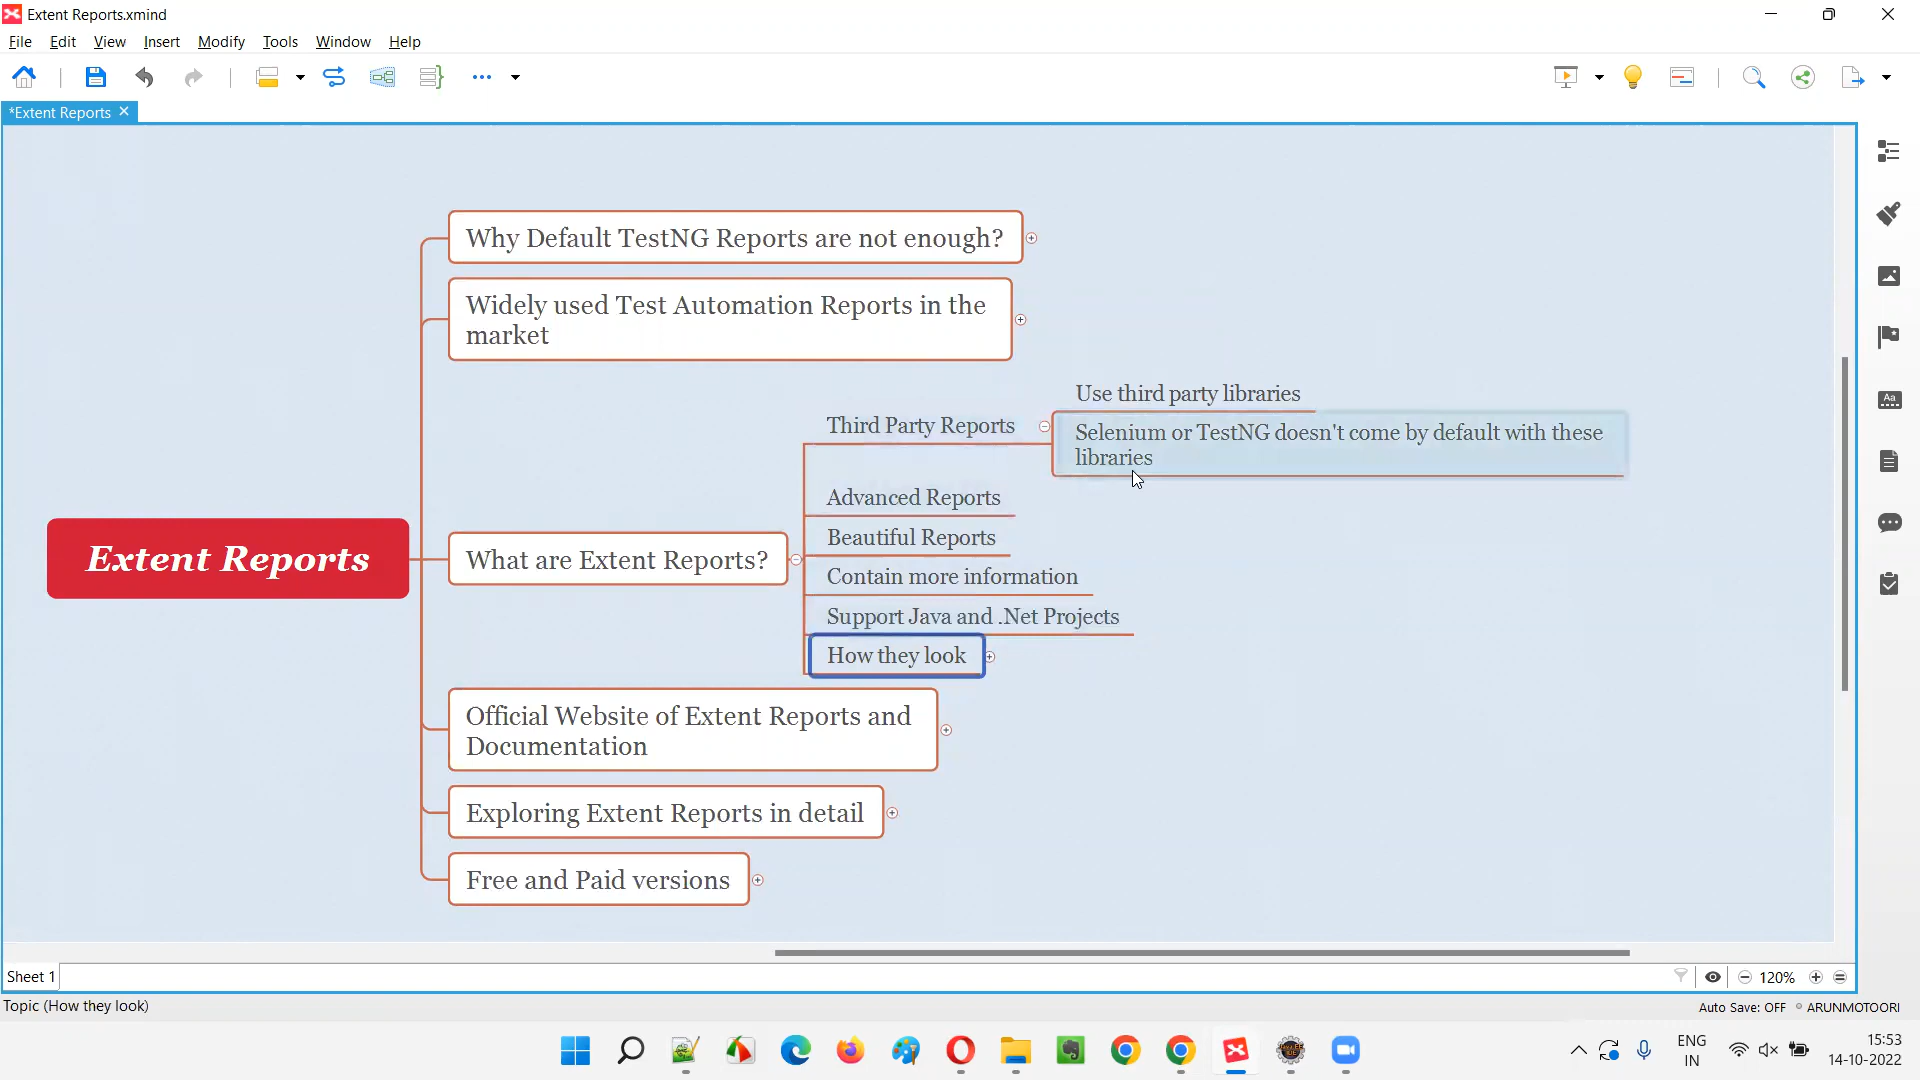 Extent Reports.xmind
File Edit View Insert Modify Tools Window Help
*Extent Reports
Why Default TestNG Reports are not enough?
Widely used Test Automation Reports in the
market
Use third party libraries
Third Party Reports
Selenium or TestNG doesn't come by default with these
libraries
Advanced Reports
Beautiful Reports
Extent Reports
What are Extent Reports?
Contain more information
Support Java and .Net Projects
How they look
Official Website of Extent Reports and
Documentation
Exploring Extent Reports in detail
Free and Paid versions
Sheet 1
120%
Topic (How they look)
Auto Save: OFF
ARUNMOTOORI
ENG
IN
15:53
14-10-2022